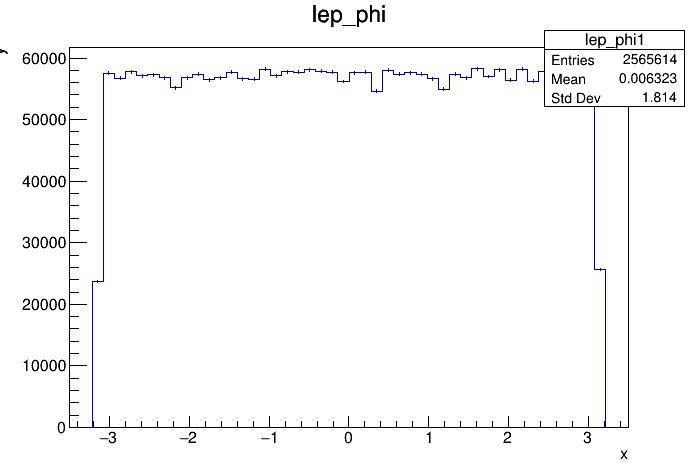 lep_phi
y
lep_phi1
Entries 2565614
Mean 0.006323
Std Dev 1.814
60000
50000
40000
30000
20000
10000
0
−3 −2 −1 0 1 2 3
x